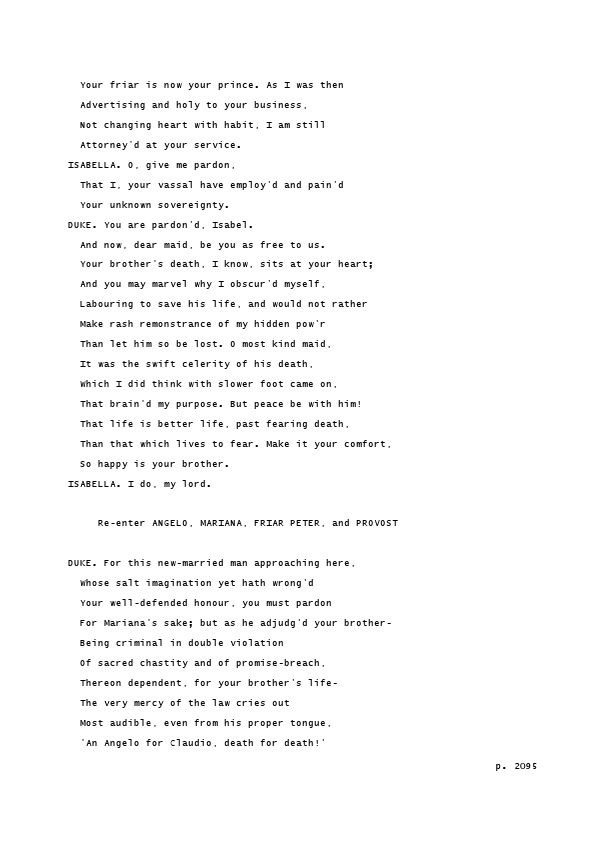 Your friar is now your prince. As I was then
Advertising and holy to your business,
Not changing heart with habit, I am still
Attorney'd at your service.
ISABELLA. O, give me pardon,
That I, your vassal have employ'd and pain'd
Your unknown sovereignty.
DUKE. You are pardon'd, Isabel.
And now, dear maid, be you as free to us.
Your brother's death, I know, sits at your heart;
And you may marvel why I obscur'd myself,
Labouring to save his life, and would not rather
Make rash remonstrance of my hidden pow'r
Than let him so be lost. O most kind maid,
It was the swift celerity of his death,
Which I did think with slower foot came on,
That brain'd my purpose. But peace be with him!
That life is better life, past fearing death,
Than that which lives to fear. Make it your comfort,
So happy is your brother.
ISABELLA. I do, my lord.
Re-enter ANGELO, MARIANA, FRIAR PETER, and PROVOST
DUKE. For this new-married man approaching here,
Whose salt imagination yet hath wrong'd
Your well-defended honour, you must pardon
For Mariana's sake; but as he adjudg'd your brother-
Being criminal in double violation
Of sacred chastity and of promise-breach,
Thereon dependent, for your brother's life-
The very mercy of the law cries out
Most audible, even from his proper tongue,
'An Angelo for Claudio, death for death!'
p. 2095